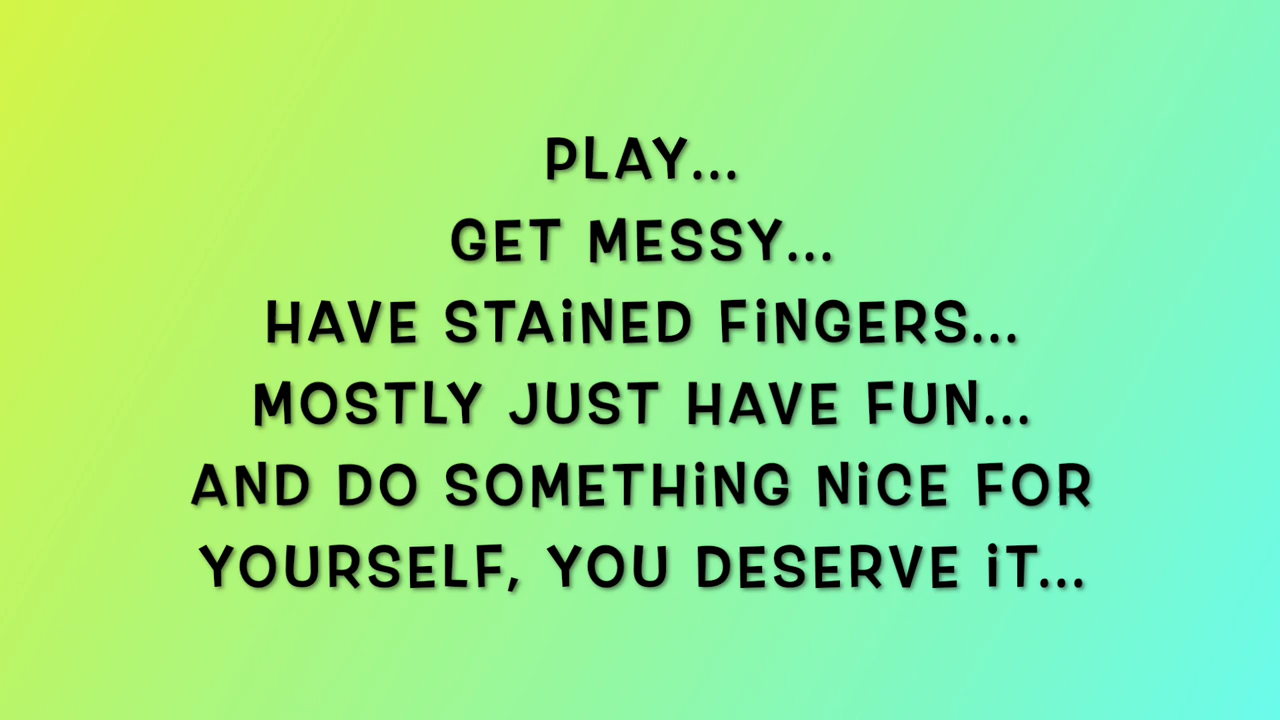 PLAY...
GET MESSY...
HAVE STAiNED FiNGERS...
MOSTLY JUST HAVE FUN...
AND DO SOMETHiNG NiCE FOR
YOURSELF, YOU DESERVE iT...